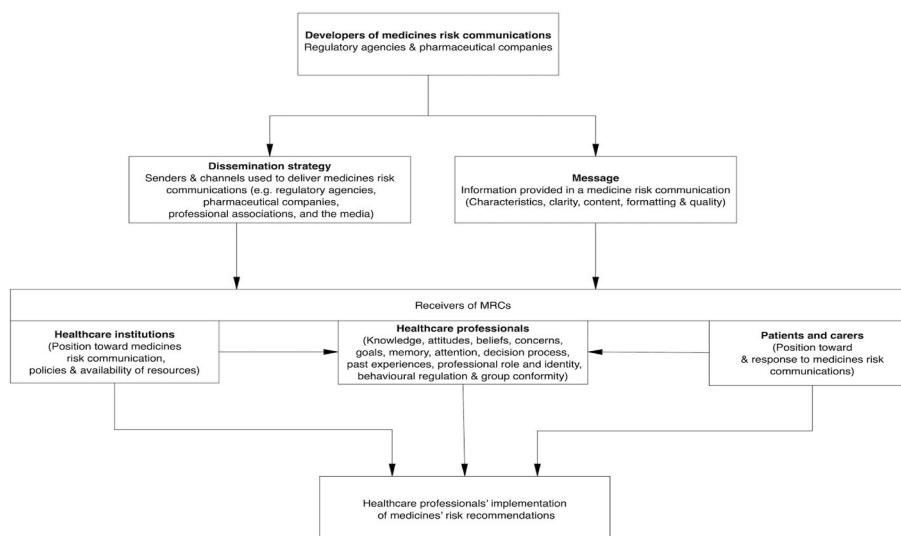 Developers of medicines risk communications
Regulatory agencies & pharmaceutical companies
Dissemination strategy
Senders & channels used to deliver medicines risk
communications (e.g. regulatory agencies,
pharmaceutical companies,
professional associations, and the media)
Message
Information provided in a medicine risk communication
(Characteristics, clarity, content, formatting & quality)
Receivers of MRCs
Healthcare institutions
(Position toward medicines
risk communication,
policies & availability of resources)
Healthcare professionals
(Knowledge, attitudes, beliefs, concerns,
goals, memory, attention, decision process,
past experiences, professional role and identity,
behavioural regulation & group conformity)
Patients and carers
(Position toward
& response to medicines risk
communications)
Healthcare professionals’ implementation
of medicines’ risk recommendations